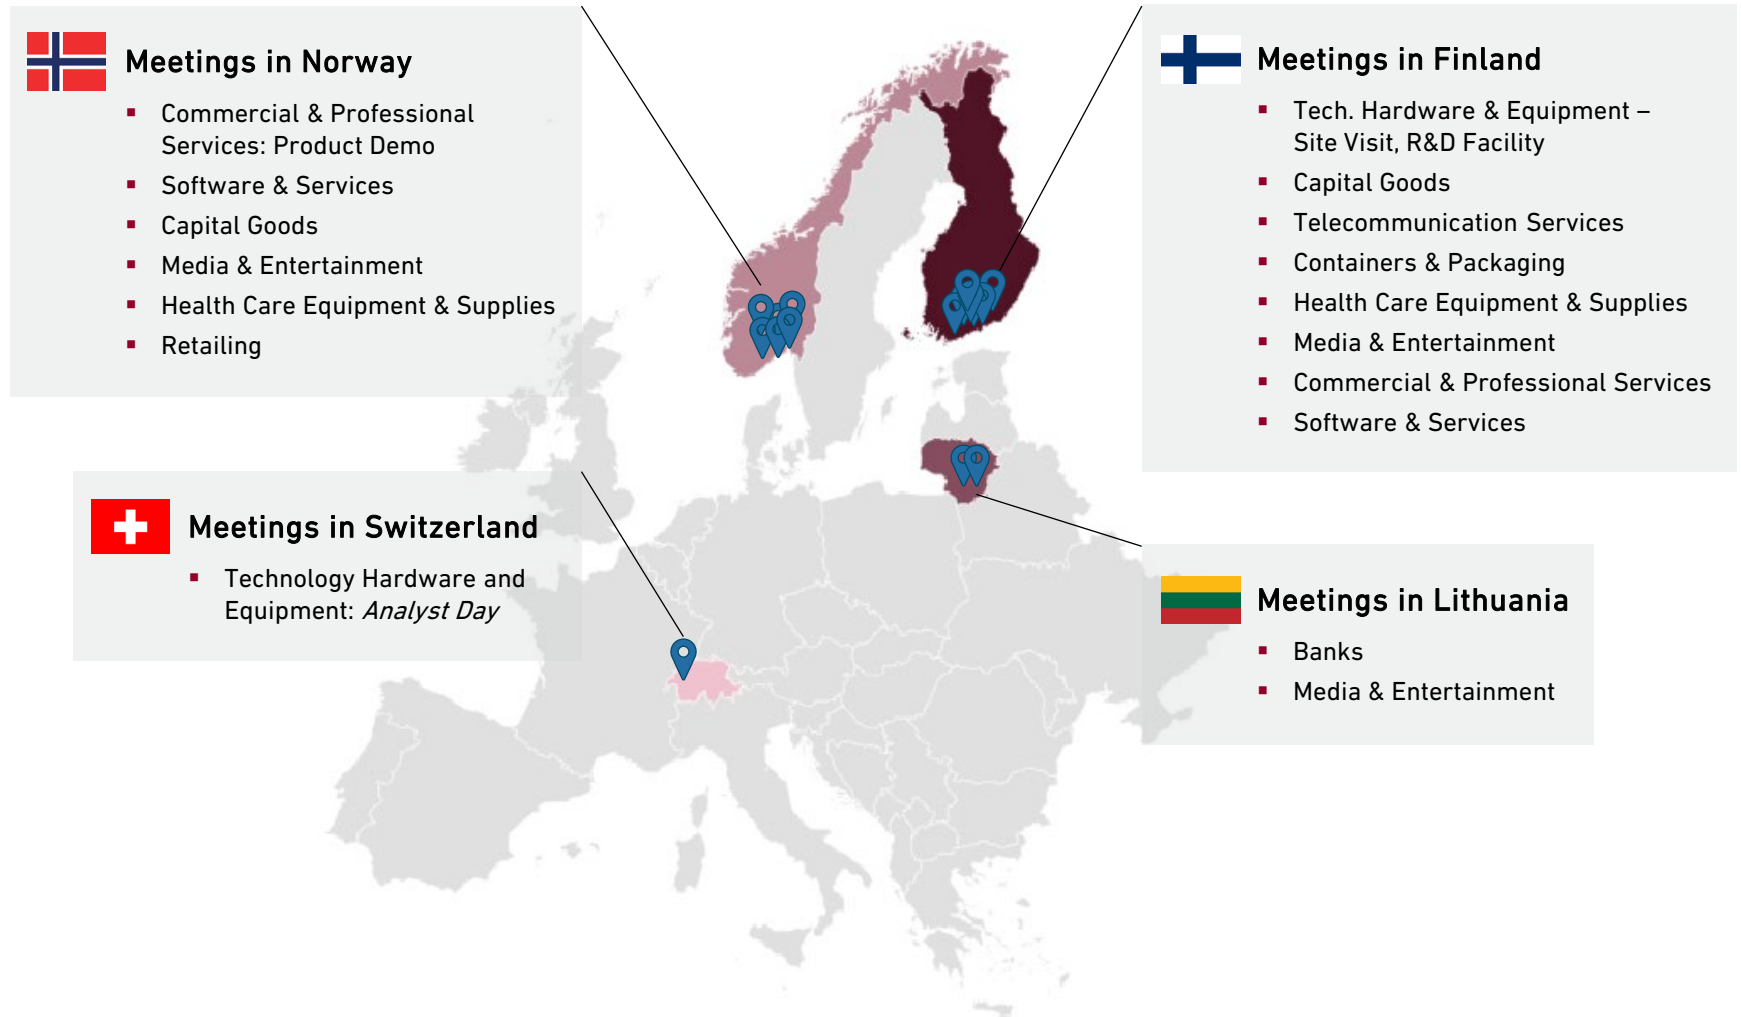 Meetings in Norway
▪ Commercial & Professional
Services: Product Demo
▪ Software & Services
▪ Capital Goods
▪ Media & Entertainment
▪ Health Care Equipment & Supplies
▪ Retailing
Meetings in Finland
▪ Tech. Hardware & Equipment –
Site Visit, R&D Facility
▪ Capital Goods
▪ Telecommunication Services
▪ Containers & Packaging
▪ Health Care Equipment & Supplies
▪ Media & Entertainment
▪ Commercial & Professional Services
▪ Software & Services
Meetings in Switzerland
▪ Technology Hardware and
Equipment: Analyst Day
Meetings in Lithuania
▪ Banks
▪ Media & Entertainment